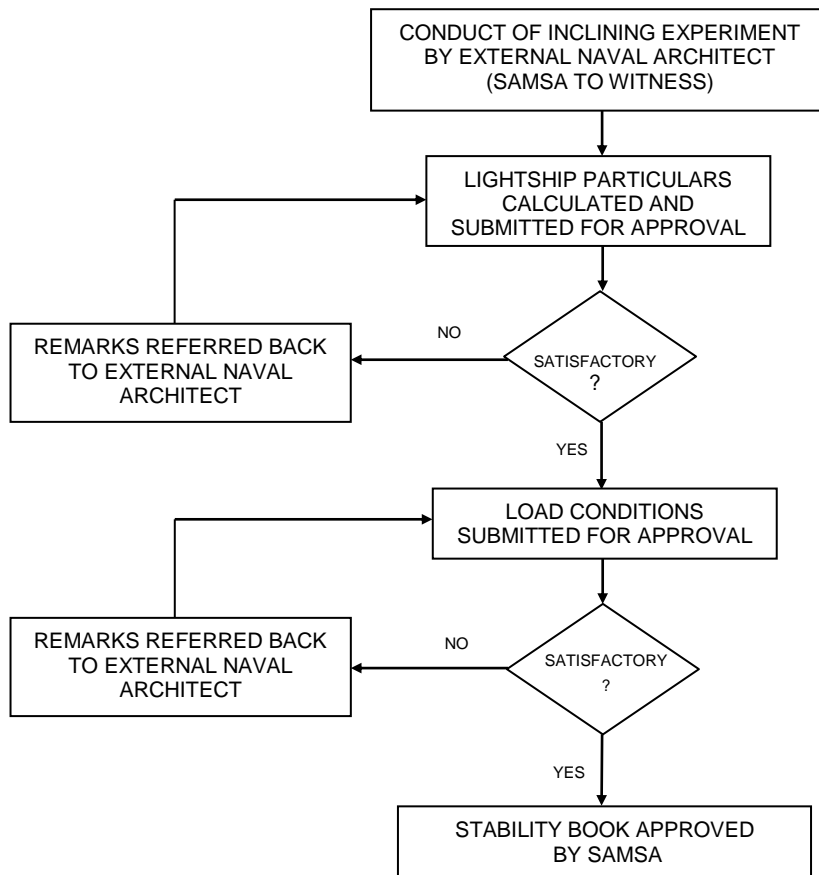 CONDUCT OF INCLINING EXPERIMENT
BY EXTERNAL NAVAL ARCHITECT
(SAMSA TO WITNESS)
LIGHTSHIP PARTICULARS
CALCULATED AND
SUBMITTED FOR APPROVAL
NO
SATISFACTORY
?
REMARKS REFERRED BACK
TO EXTERNAL NAVAL
ARCHITECT
YES
LOAD CONDITIONS
SUBMITTED FOR APPROVAL
NO
SATISFACTORY
?
REMARKS REFERRED BACK
TO EXTERNAL NAVAL
ARCHITECT
YES
STABILITY BOOK APPROVED
BY SAMSA